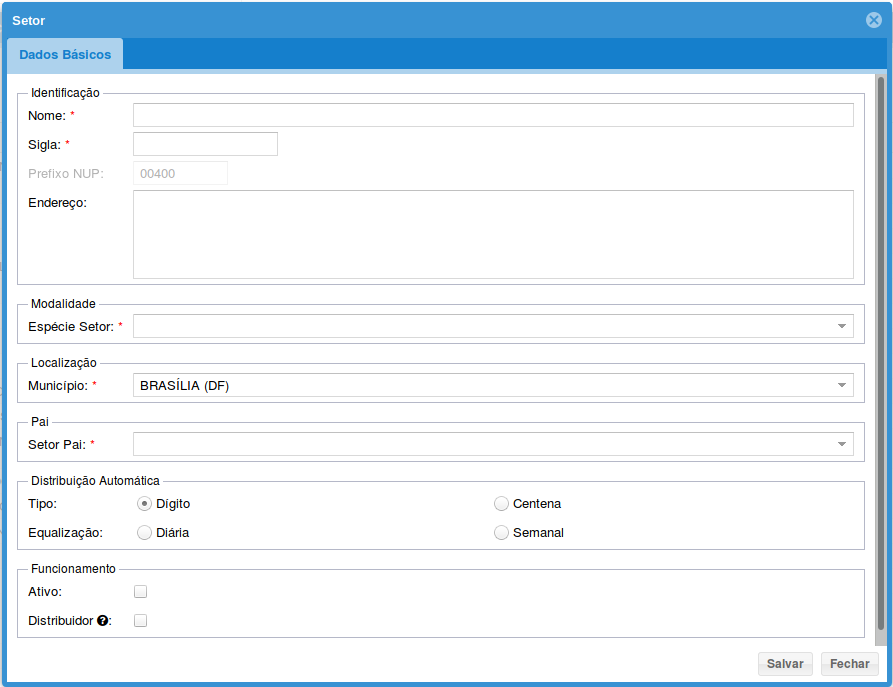 Setor
Dados Básicos
Identificação
Nome: *
Sigla: *
Prefixo NUP: 00400
Endereço:
Modalidade
Espécie Setor: *
Localização
Município: * BRASÍLIA (DF)
Pai
Setor Pai: *
Distribuição Automática
Tipo: Dígito Centena
Equalização: Diária Semanal
Funcionamento
Ativo:
Distribuidor ?:
Salvar Fechar